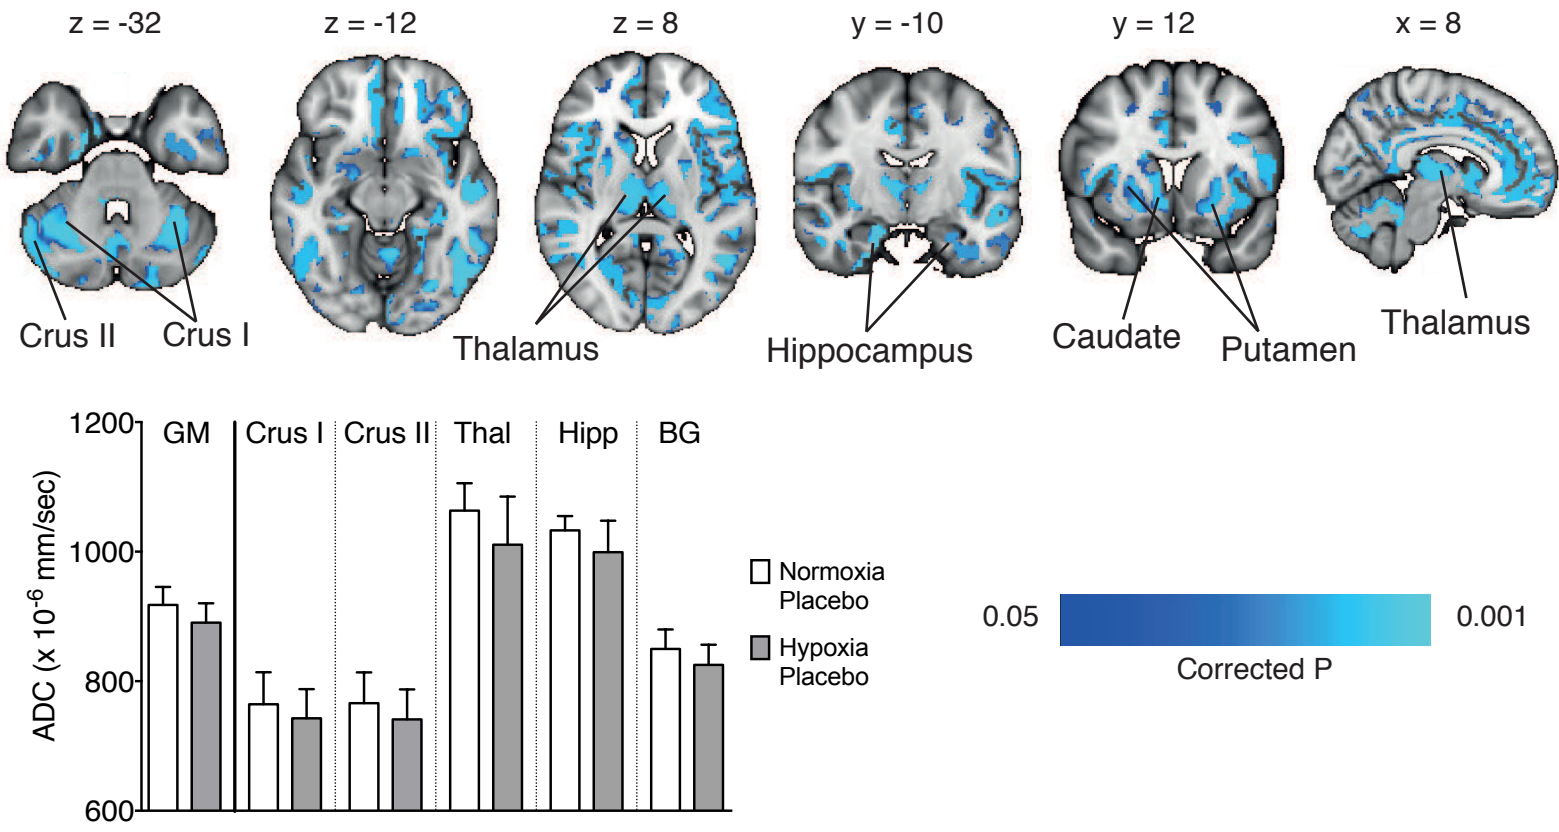 z = -32
z = -12
z = 8
y = -10
y = 12
x = 8
Crus II
Crus I
Thalamus
Hippocampus
Caudate
Putamen
Thalamus
1200
1000
800
600
ADC (x 10⁻⁶ mm/sec)
GM
Crus I
Crus II
Thal
Hipp
BG
Normoxia
Placebo
Hypoxia
Placebo
0.05
0.001
Corrected P